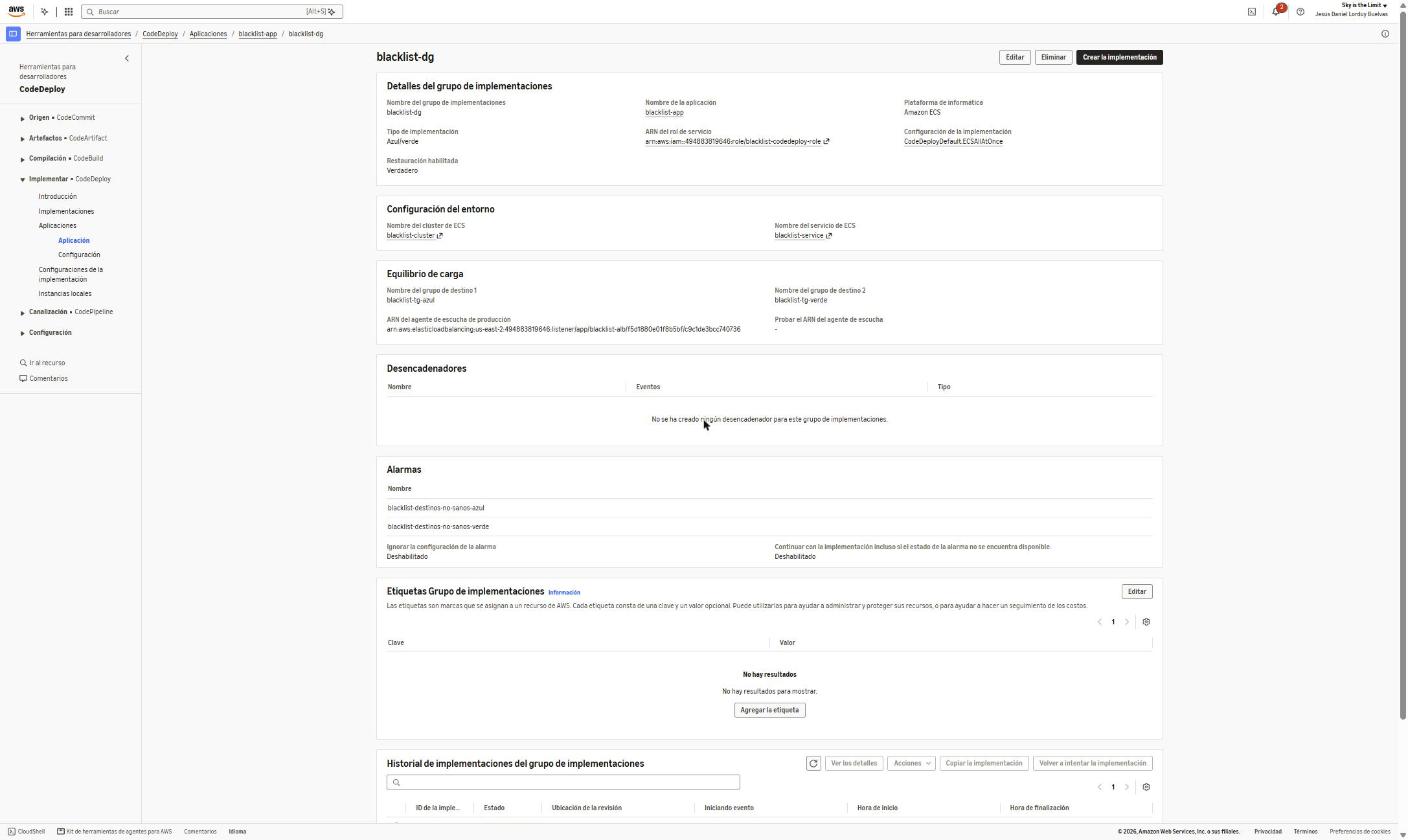 aws
Buscar
[Alt+S]
2
Sky is the Limit
Jesús Daniel Lorduy Buelvas
Herramientas para desarrolladores / CodeDeploy / Aplicaciones / blacklist-app / blacklist-dg
Herramientas para
desarrolladores
CodeDeploy
Origen • CodeCommit
Artefactos • CodeArtifact
Compilación • CodeBuild
Implementar • CodeDeploy
Introducción
Implementaciones
Aplicaciones
Aplicación
Configuración
Configuraciones de la
implementación
Instancias locales
Canalización • CodePipeline
Configuración
Ir al recurso
Comentarios
blacklist-dg
Editar
Eliminar
Crear la implementación
Detalles del grupo de implementaciones
Nombre del grupo de implementaciones
blacklist-dg
Nombre de la aplicación
blacklist-app
Plataforma de informática
Amazon ECS
Tipo de implementación
Azul/verde
ARN del rol de servicio
arn:aws:iam::494883819646:role/blacklist-codedeploy-role
Configuración de la implementación
CodeDeployDefault.ECSAllAtOnce
Restauración habilitada
Verdadero
Configuración del entorno
Nombre del clúster de ECS
blacklist-cluster
Nombre del servicio de ECS
blacklist-service
Equilibrio de carga
Nombre del grupo de destino 1
blacklist-tg-azul
Nombre del grupo de destino 2
blacklist-tg-verde
ARN del agente de escucha de producción
arn:aws:elasticloadbalancing:us-east-2:494883819646:listener/app/blacklist-alb/f5d1880e01f8b5bf/c9c1de3bcc740736
Probar el ARN del agente de escucha
-
Desencadenadores
Nombre
Eventos
Tipo
No se ha creado ningún desencadenador para este grupo de implementaciones.
Alarmas
Nombre
blacklist-destinos-no-sanos-azul
blacklist-destinos-no-sanos-verde
Ignorar la configuración de la alarma
Deshabilitado
Continuar con la implementación incluso si el estado de la alarma no se encuentra disponible.
Deshabilitado
Etiquetas Grupo de implementaciones
Información
Editar
Las etiquetas son marcas que se asignan a un recurso de AWS. Cada etiqueta consta de una clave y un valor opcional. Puede utilizarlas para ayudar a administrar y proteger sus recursos, o para ayudar a hacer un seguimiento de los costos.
1
Clave
Valor
No hay resultados
No hay resultados para mostrar.
Agregar la etiqueta
Historial de implementaciones del grupo de implementaciones
Ver los detalles
Acciones
Copiar la implementación
Volver a intentar la implementación
1
ID de la imple...
Estado
Ubicación de la revisión
Iniciando evento
Hora de inicio
Hora de finalización
CloudShell
Kit de herramientas de agentes para AWS
Comentarios
Idioma
© 2026, Amazon Web Services, Inc. o sus filiales.
Privacidad
Términos
Preferencias de cookies